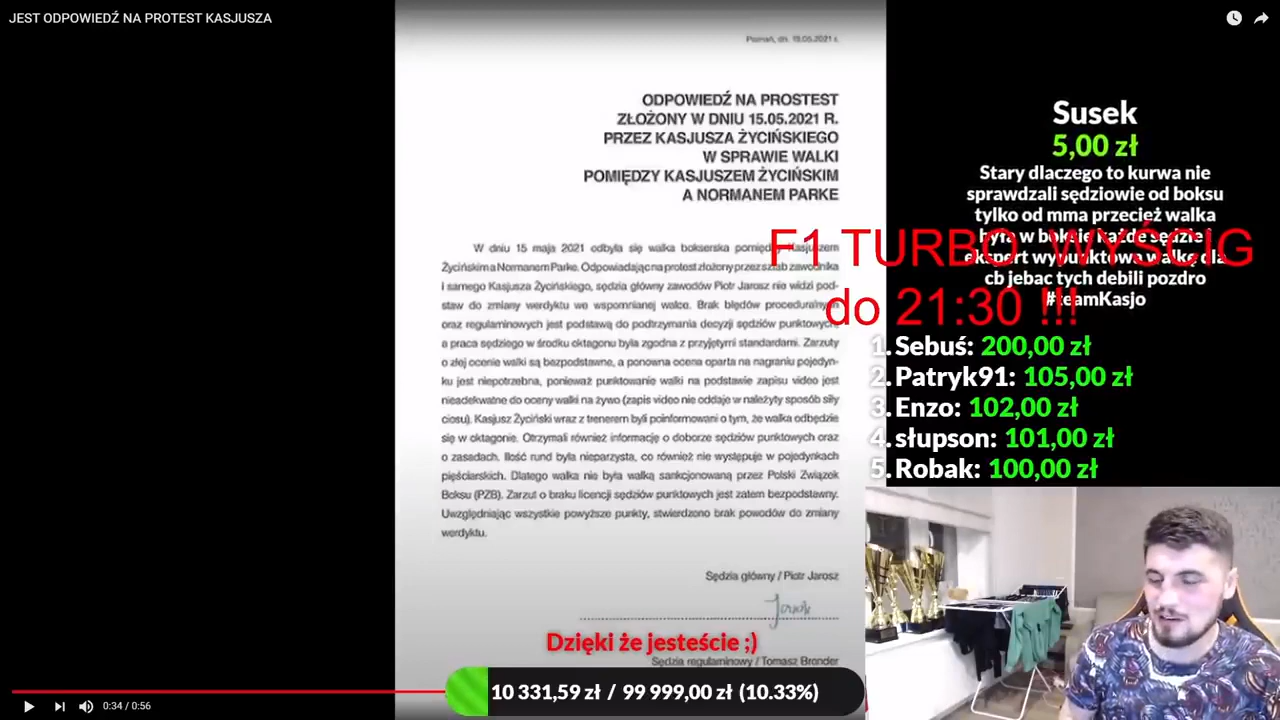 JEST ODPOWIEDŹ NA PROTEST KASJUSZA
Poznań, dn. 19.05.2021 r.
ODPOWIEDŹ NA PROSTEST
ZŁOŻONY W DNIU 15.05.2021 R.
PRZEZ KASJUSZA ŻYCIŃSKIEGO
W SPRAWIE WALKI
POMIĘDZY KASJUSZEM ŻYCIŃSKIM
A NORMANEM PARKE
W dniu 15 maja 2021 odbyła się walka bokserska pomiędzy Kasjuszem
Życińskim a Normanem Parke. Odpowiadając na protest złożony przez sztab zawodnika
i samego Kasjusza Życińskiego, sędzia główny zawodów Piotr Jarosz nie widzi pod-
staw do zmiany werdyktu we wspomnianej walce. Brak błędów proceduralnych
oraz regulaminowych jest podstawą do podtrzymania decyzji sędziów punktowych,
a praca sędziego w środku oktagonu była zgodna z przyjętymi standardami. Zarzuty
o złej ocenie walki są bezpodstawne, a ponowna ocena oparta na nagraniu pojedyn-
ku jest niepotrzebna, ponieważ punktowanie walki na podstawie zapisu video jest
nieadekwatne do oceny walki na żywo (zapis video nie oddaje w należyty sposób siły
ciosu). Kasjusz Życiński wraz z trenerem byli poinformowani o tym, że walka odbędzie
się w oktagonie. Otrzymali również informację o doborze sędziów punktowych oraz
o zasadach. Ilość rund była nieparzysta, co również nie występuje w pojedynkach
pięściarskich. Dlatego walka nie była walką sankcjonowaną przez Polski Związek
Boksu (PZB). Zarzut o braku licencji sędziów punktowych jest zatem bezpodstawny.
Uwzględniając wszystkie powyższe punkty, stwierdzono brak powodów do zmiany
werdyktu.
Sędzia główny / Piotr Jarosz
Sędzia regulaminowy / Tomasz Bronder
Susek
5,00 zł
Stary dlaczego to kurwa nie
sprawdzali sędziowie od boksu
tylko od mma przecież walka
była w boksie każde sędzie i
ekspert wypunktował walkę dla
cb jebac tych debili pozdro
#teamKasjo
F1 TURBO WYŚCIG
do 21:30 !!!
1. Sebuś: 200,00 zł
2. Patryk91: 105,00 zł
3. Enzo: 102,00 zł
4. słupson: 101,00 zł
5. Robak: 100,00 zł
Dzięki że jesteście ;)
10 331,59 zł / 99 999,00 zł (10.33%)
0:34 / 0:56